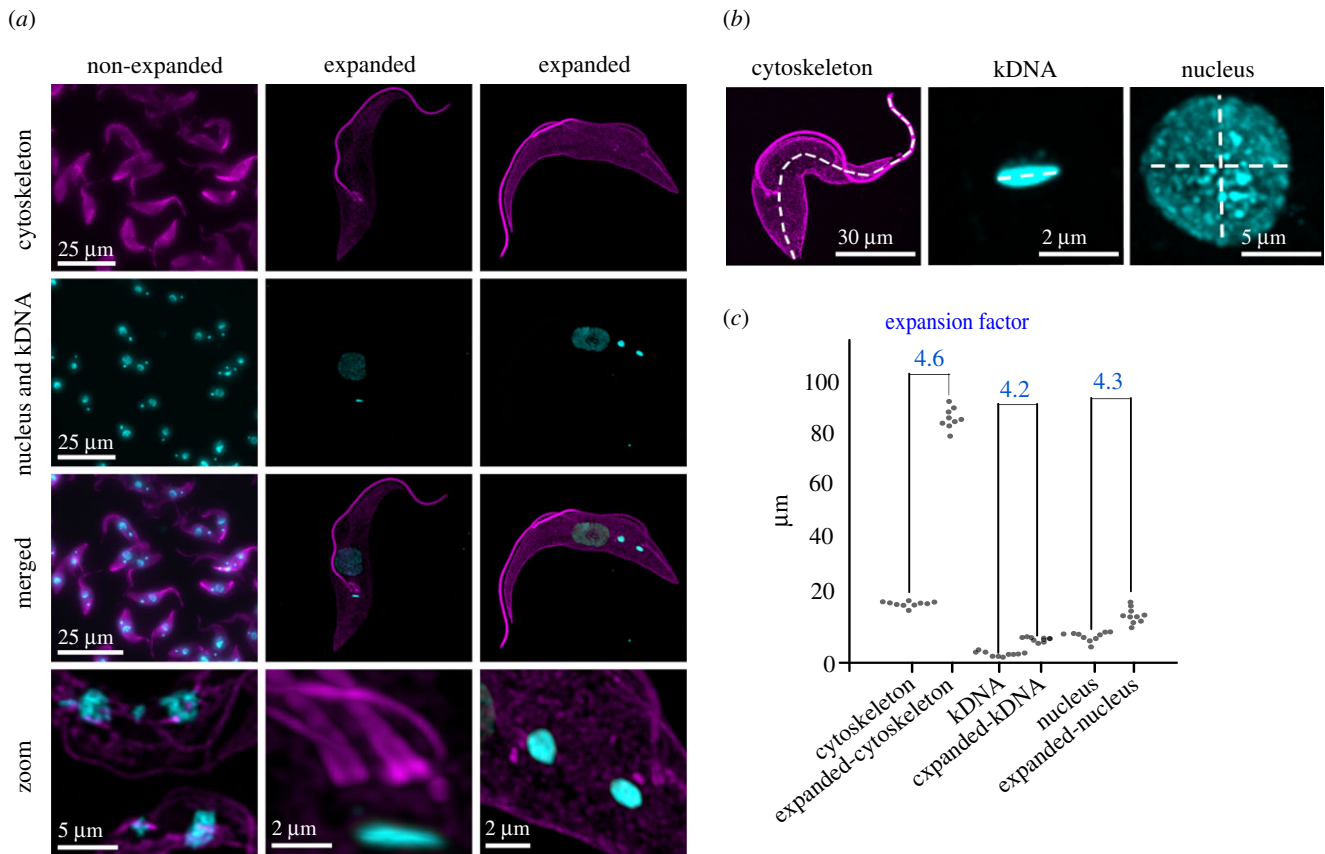 (a)
non-expanded
expanded
expanded
cytoskeleton
25 µm
nucleus and kDNA
25 µm
merged
25 µm
zoom
5 µm
2 µm
2 µm
(b)
cytoskeleton
kDNA
nucleus
30 µm
2 µm
5 µm
(c)
expansion factor
4.6
4.2
4.3
µm
100
80
60
40
20
0
cytoskeleton
expanded-cytoskeleton
kDNA
cxpanded-kDNA
nucleus
expanded-nucleus